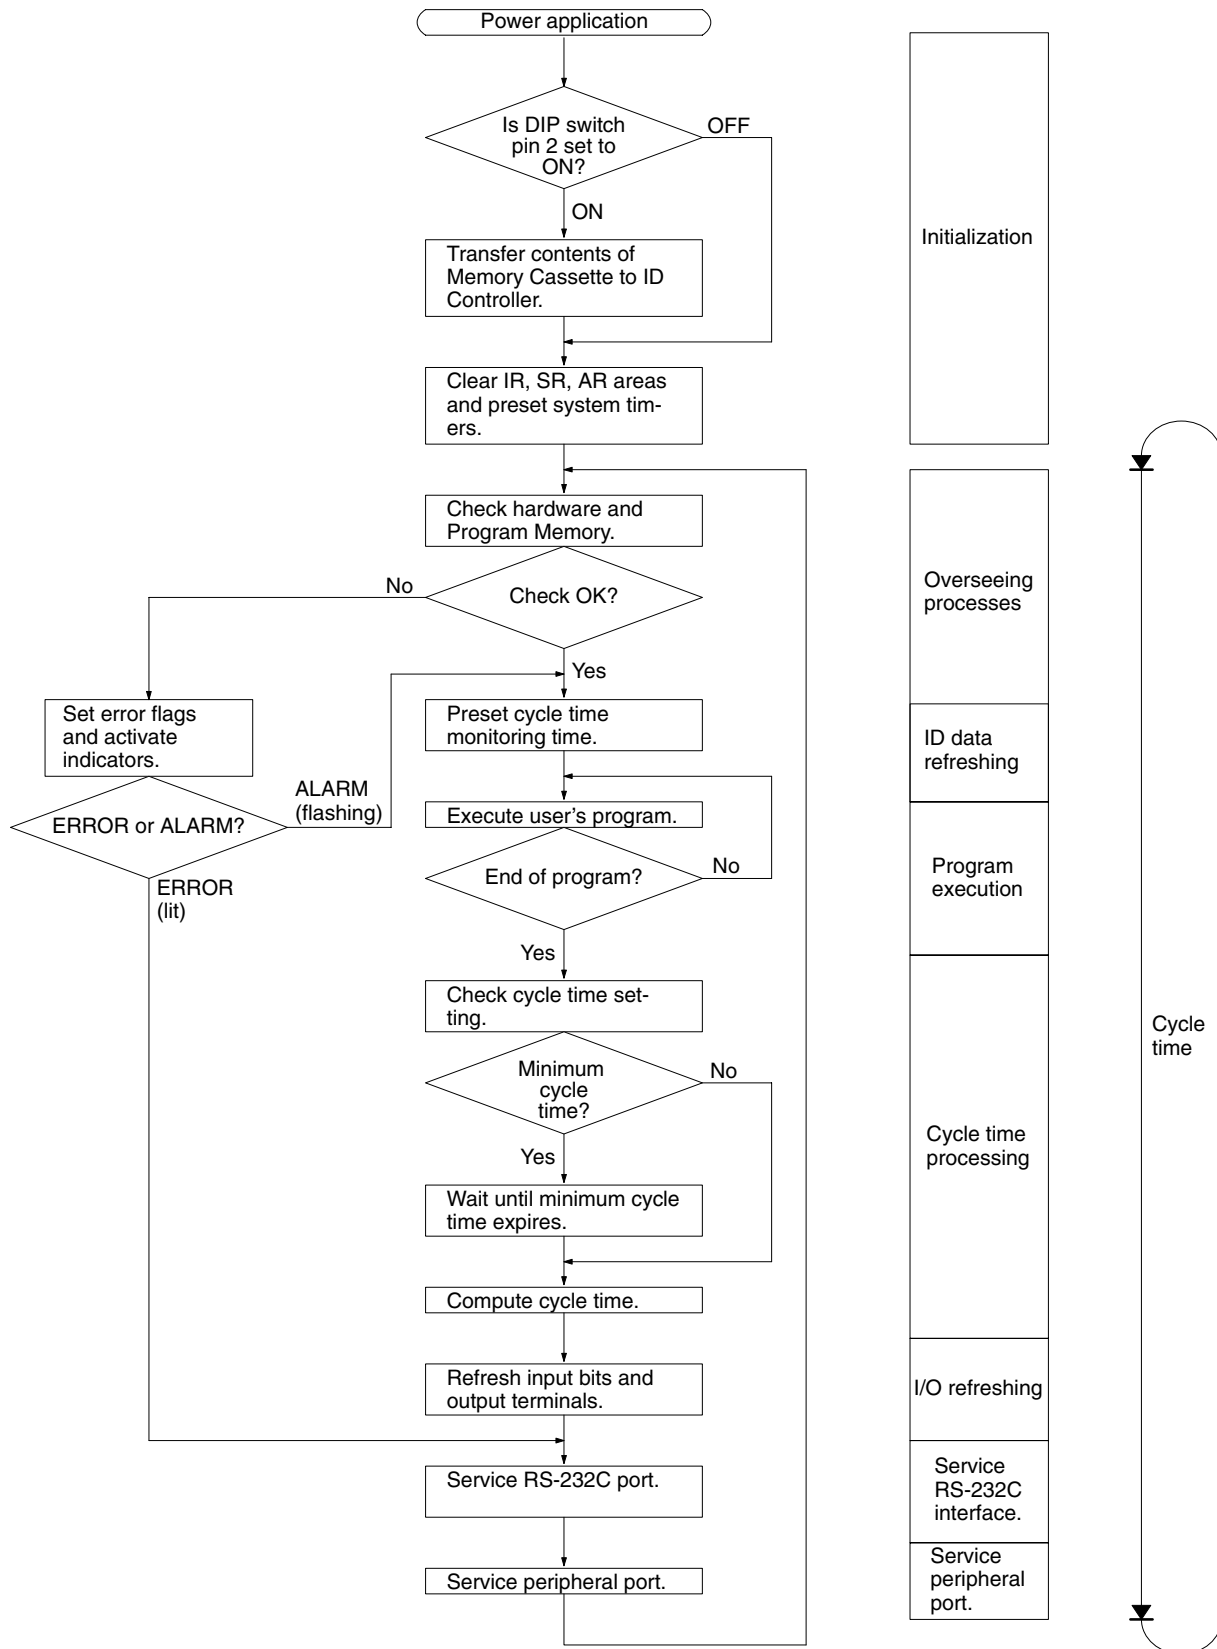 Power application
Is DIP switch
pin 2 set to
ON?
OFF
ON
Transfer contents of
Memory Cassette to ID
Controller.
Clear IR, SR, AR areas
and preset system tim-
ers.
Check hardware and
Program Memory.
Check OK?
No
Yes
Set error flags
and activate
indicators.
ERROR or ALARM?
ALARM
(flashing)
ERROR
(lit)
Preset cycle time
monitoring time.
Execute user’s program.
End of program?
No
Yes
Check cycle time set-
ting.
Minimum
cycle
time?
No
Yes
Wait until minimum cycle
time expires.
Compute cycle time.
Refresh input bits and
output terminals.
Service RS-232C port.
Service peripheral port.
Initialization
Overseeing
processes
ID data
refreshing
Program
execution
Cycle time
processing
I/O refreshing
Service
RS-232C
interface.
Service
peripheral
port.
Cycle
time